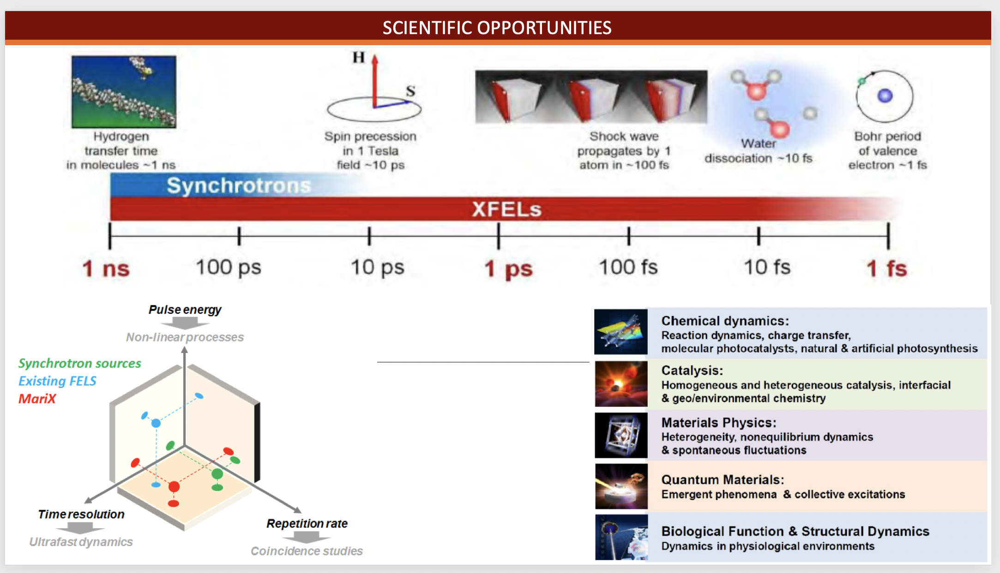 SCIENTIFIC OPPORTUNITIES
H
S
Hydrogen
transfer time
in molecules ~1 ns
Spin precession
in 1 Tesla
field ~10 ps
Shock wave
propagates by 1
atom in ~100 fs
Water
dissociation ~10 fs
Bohr period
of valence
electron ~1 fs
Synchrotrons
XFELs
1 ns
100 ps
10 ps
1 ps
100 fs
10 fs
1 fs
Pulse energy
Non-linear processes
Synchrotron sources
Existing FELS
MariX
Time resolution
Ultrafast dynamics
Repetition rate
Coincidence studies
Chemical dynamics:
Reaction dynamics, charge transfer,
molecular photocatalysts, natural & artificial photosynthesis
Catalysis:
Homogeneous and heterogeneous catalysis, interfacial
& geo/environmental chemistry
Materials Physics:
Heterogeneity, nonequilibrium dynamics
& spontaneous fluctuations
Quantum Materials:
Emergent phenomena & collective excitations
Biological Function & Structural Dynamics
Dynamics in physiological environments